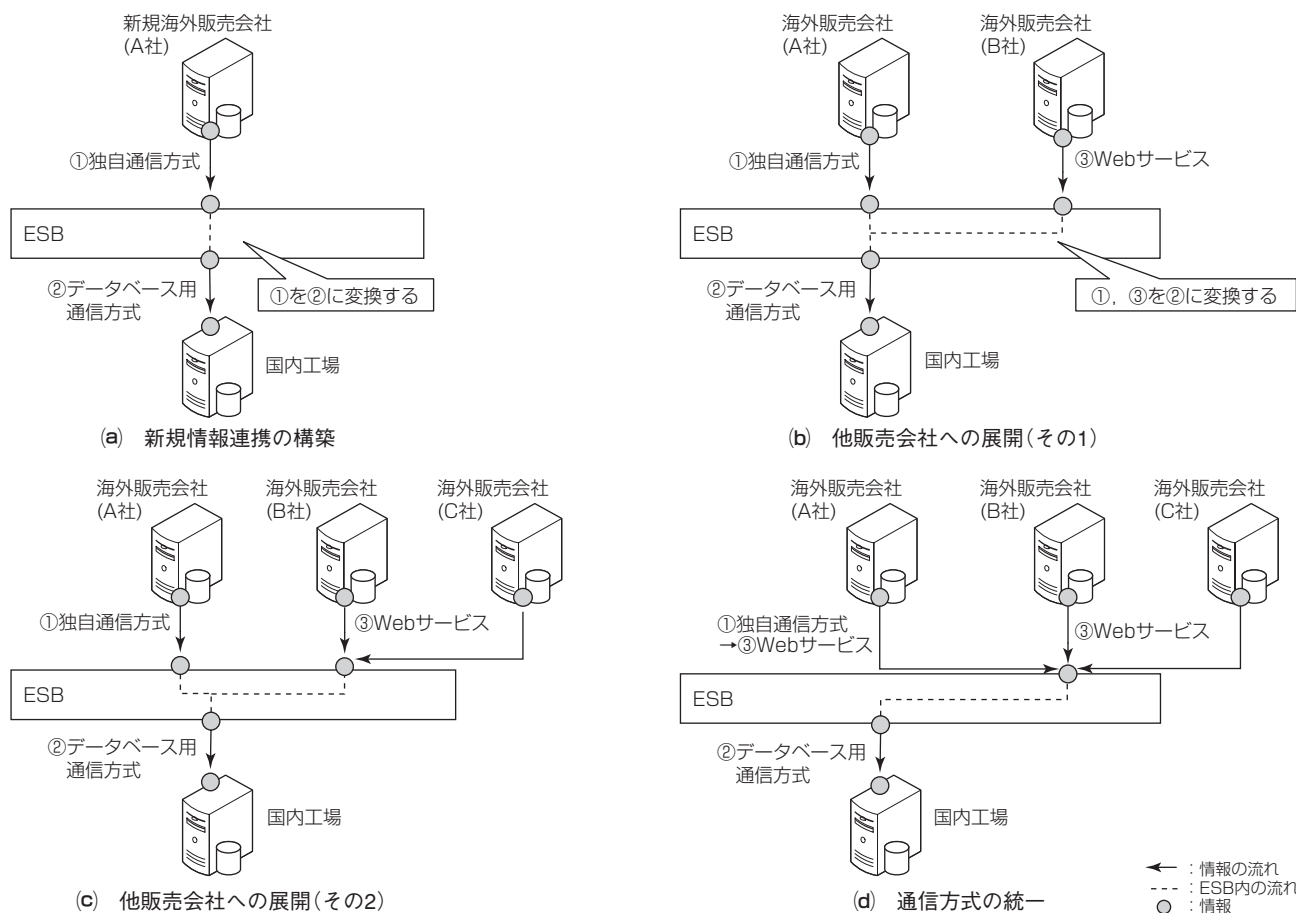 新規海外販売会社
(A社)
①独自通信方式
ESB
②データベース用
通信方式
①を②に変換する
国内工場
(a) 新規情報連携の構築
海外販売会社
(A社)
海外販売会社
(B社)
①独自通信方式
③Webサービス
ESB
②データベース用
通信方式
①，③を②に変換する
国内工場
(b) 他販売会社への展開(その1)
海外販売会社
(A社)
海外販売会社
(B社)
海外販売会社
(C社)
①独自通信方式
③Webサービス
ESB
②データベース用
通信方式
国内工場
(c) 他販売会社への展開(その2)
海外販売会社
(A社)
海外販売会社
(B社)
海外販売会社
(C社)
①独自通信方式
→③Webサービス
③Webサービス
ESB
②データベース用
通信方式
国内工場
(d) 通信方式の統一
：情報の流れ
：ESB内の流れ
：情報